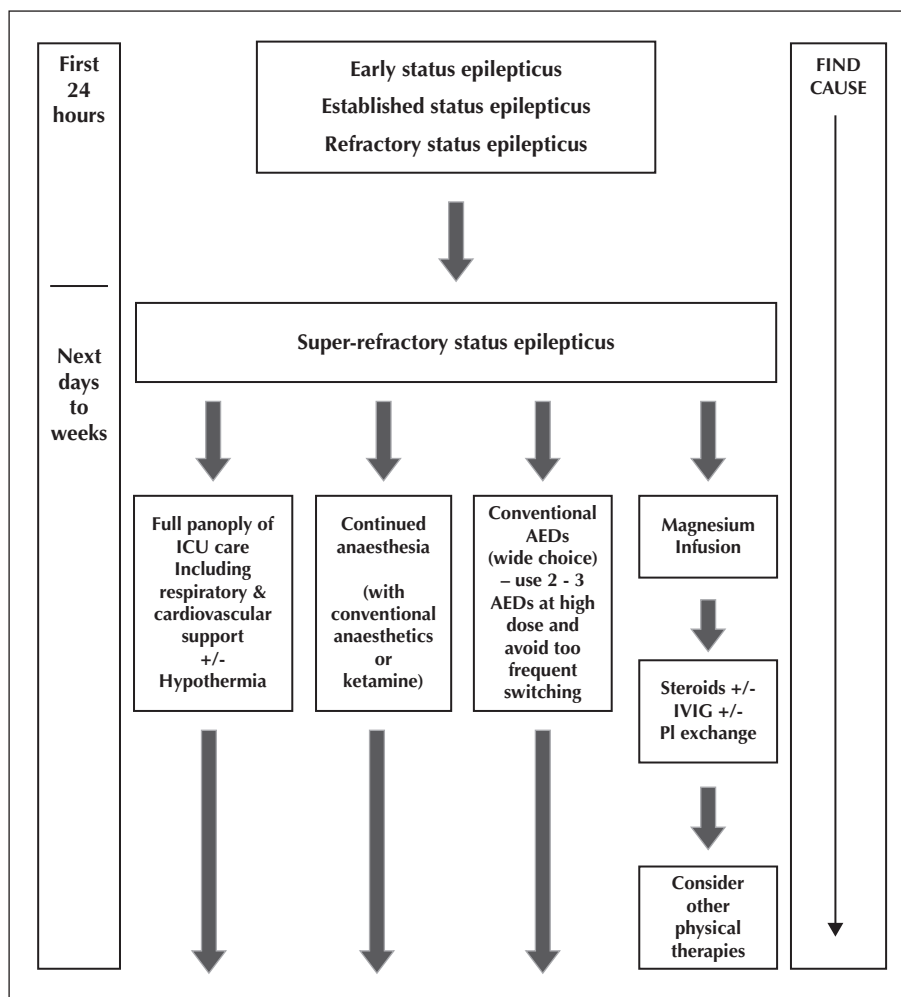 First
24
hours
Early status epilepticus
Established status epilepticus
Refractory status epilepticus
FIND
CAUSE
Super-refractory status epilepticus
Next
days
to
weeks
Full panoply of
ICU care
Including
respiratory &
cardiovascular
support
+/-
Hypothermia
Continued
anaesthesia
(with
conventional
anaesthetics
or
ketamine)
Conventional
AEDs
(wide choice)
– use 2 - 3
AEDs at high
dose and
avoid too
frequent
switching
Magnesium
Infusion
Steroids +/-
IVIG +/-
Pl exchange
Consider
other
physical
therapies